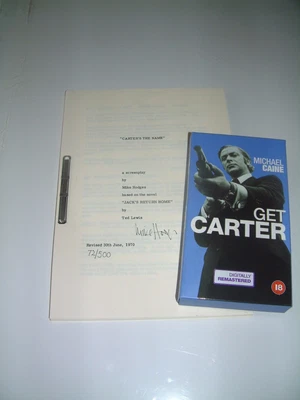 "CARTER'S THE NAME"
a screenplay
by
Mike Hodges
based on the novel
"JACK'S RETURN HOME"
by
Ted Lewis
Revised 30th June, 1970
72/500
MICHAEL
CAINE
GET
CARTER
DIGITALLY
REMASTERED
18